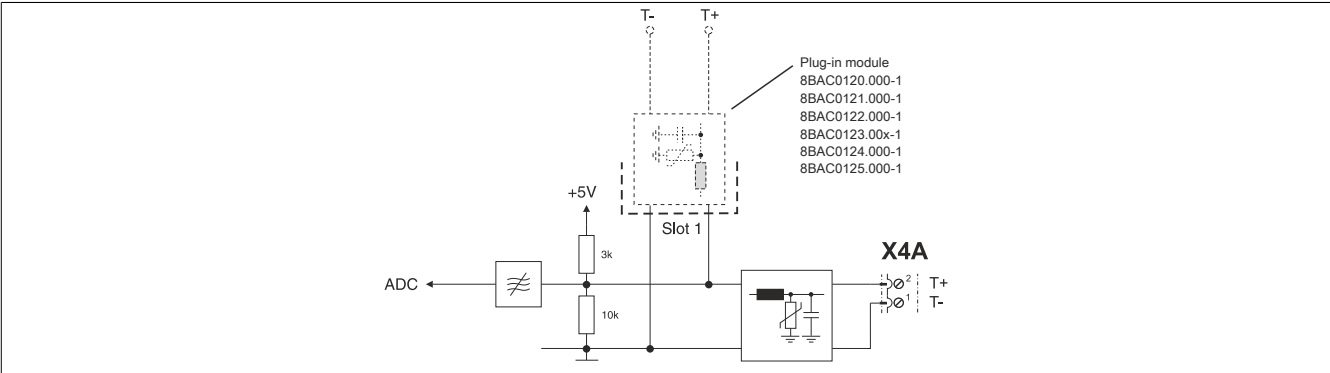 T- T+
Plug-in module
8BAC0120.000-1
8BAC0121.000-1
8BAC0122.000-1
8BAC0123.00x-1
8BAC0124.000-1
8BAC0125.000-1
+5V
Slot 1
3k
X4A
ADC
2 T+
1 T-
10k